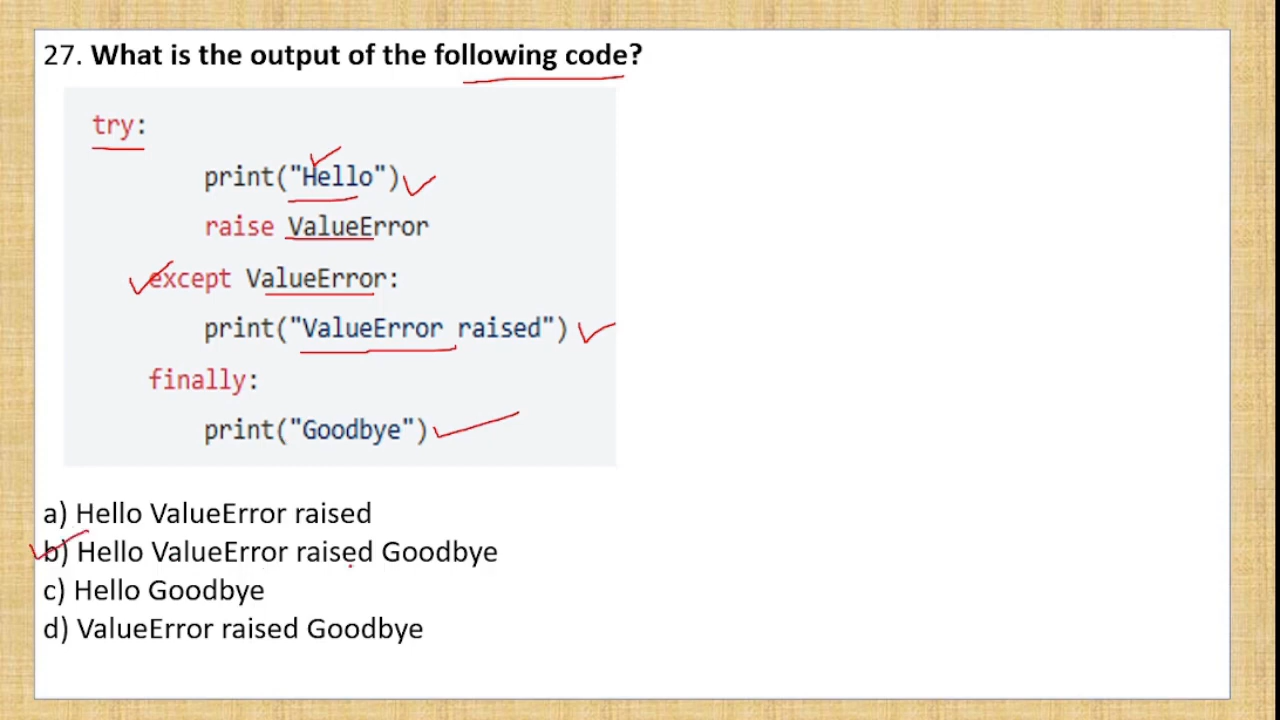 27. What is the output of the following code?
try:
print("Hello")
raise ValueError
except ValueError:
print("ValueError raised")
finally:
print("Goodbye")
a) Hello ValueError raised
b) Hello ValueError raised Goodbye
c) Hello Goodbye
d) ValueError raised Goodbye